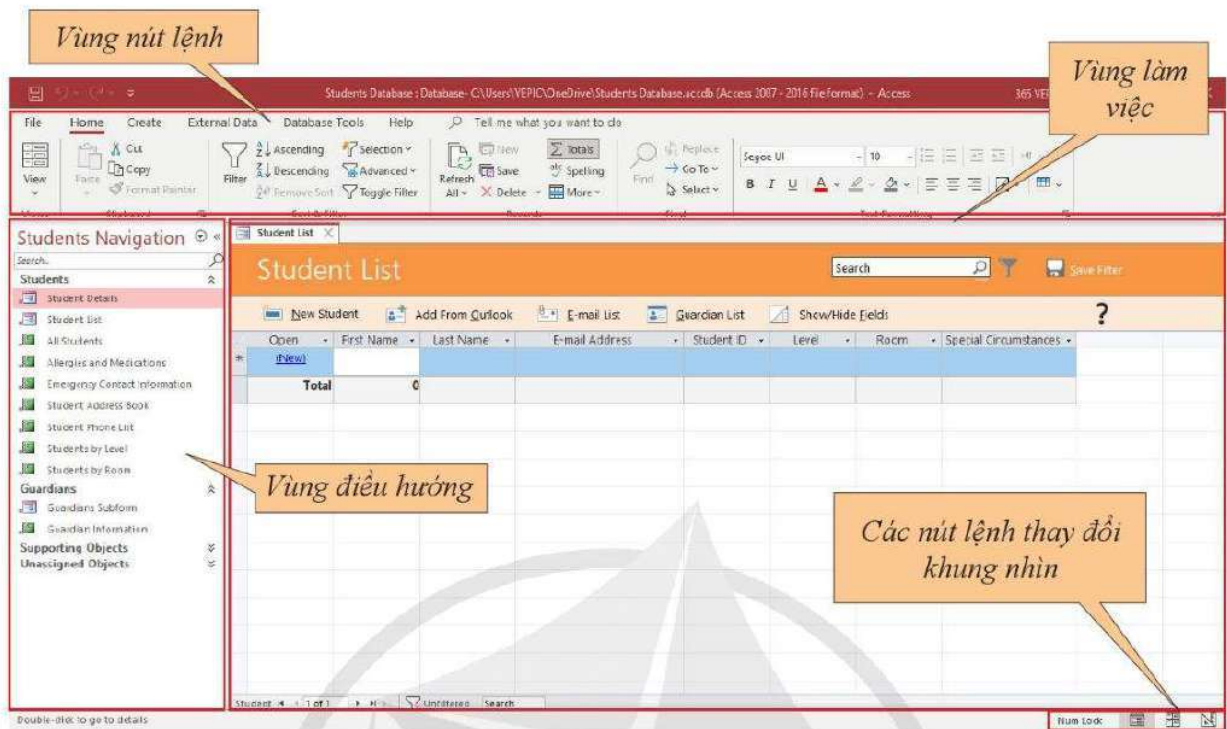 Vùng nút lệnh
Vùng làm việc
Students Database : Database- C:\Users\VEPIC\OneDrive\Students Database.accdb (Access 2007 - 2016 file format) - Access
365 VEP
File Home Create External Data Database Tools Help Tell me what you want to do
View
Paste
Cut
Copy
Format Painter
Filter
Ascending
Descending
Remove Sort
Selection
Advanced
Toggle Filter
Refresh All
New
Save
Delete
Totals
Spelling
More
Find
Replace
Go To
Select
Segoe UI 10
B I U A
Students Navigation
Search...
Students
Student Details
Student List
All Students
Allergies and Medications
Emergency Contact Information
Student Address Book
Student Phone List
Students by Level
Students by Room
Guardians
Guardians Subform
Guardian Information
Supporting Objects
Unassigned Objects
Student List
Student List
Search
Save Filter
New Student Add From Outlook E-mail List Guardian List Show/Hide Fields ?
Open First Name Last Name E-mail Address Student ID Level Room Special Circumstances
* (New)
Total 0
Vùng điều hướng
Các nút lệnh thay đổi
khung nhìn
Student 1 of 1 Unfiltered Search
Double-click to go to details
Num Lock